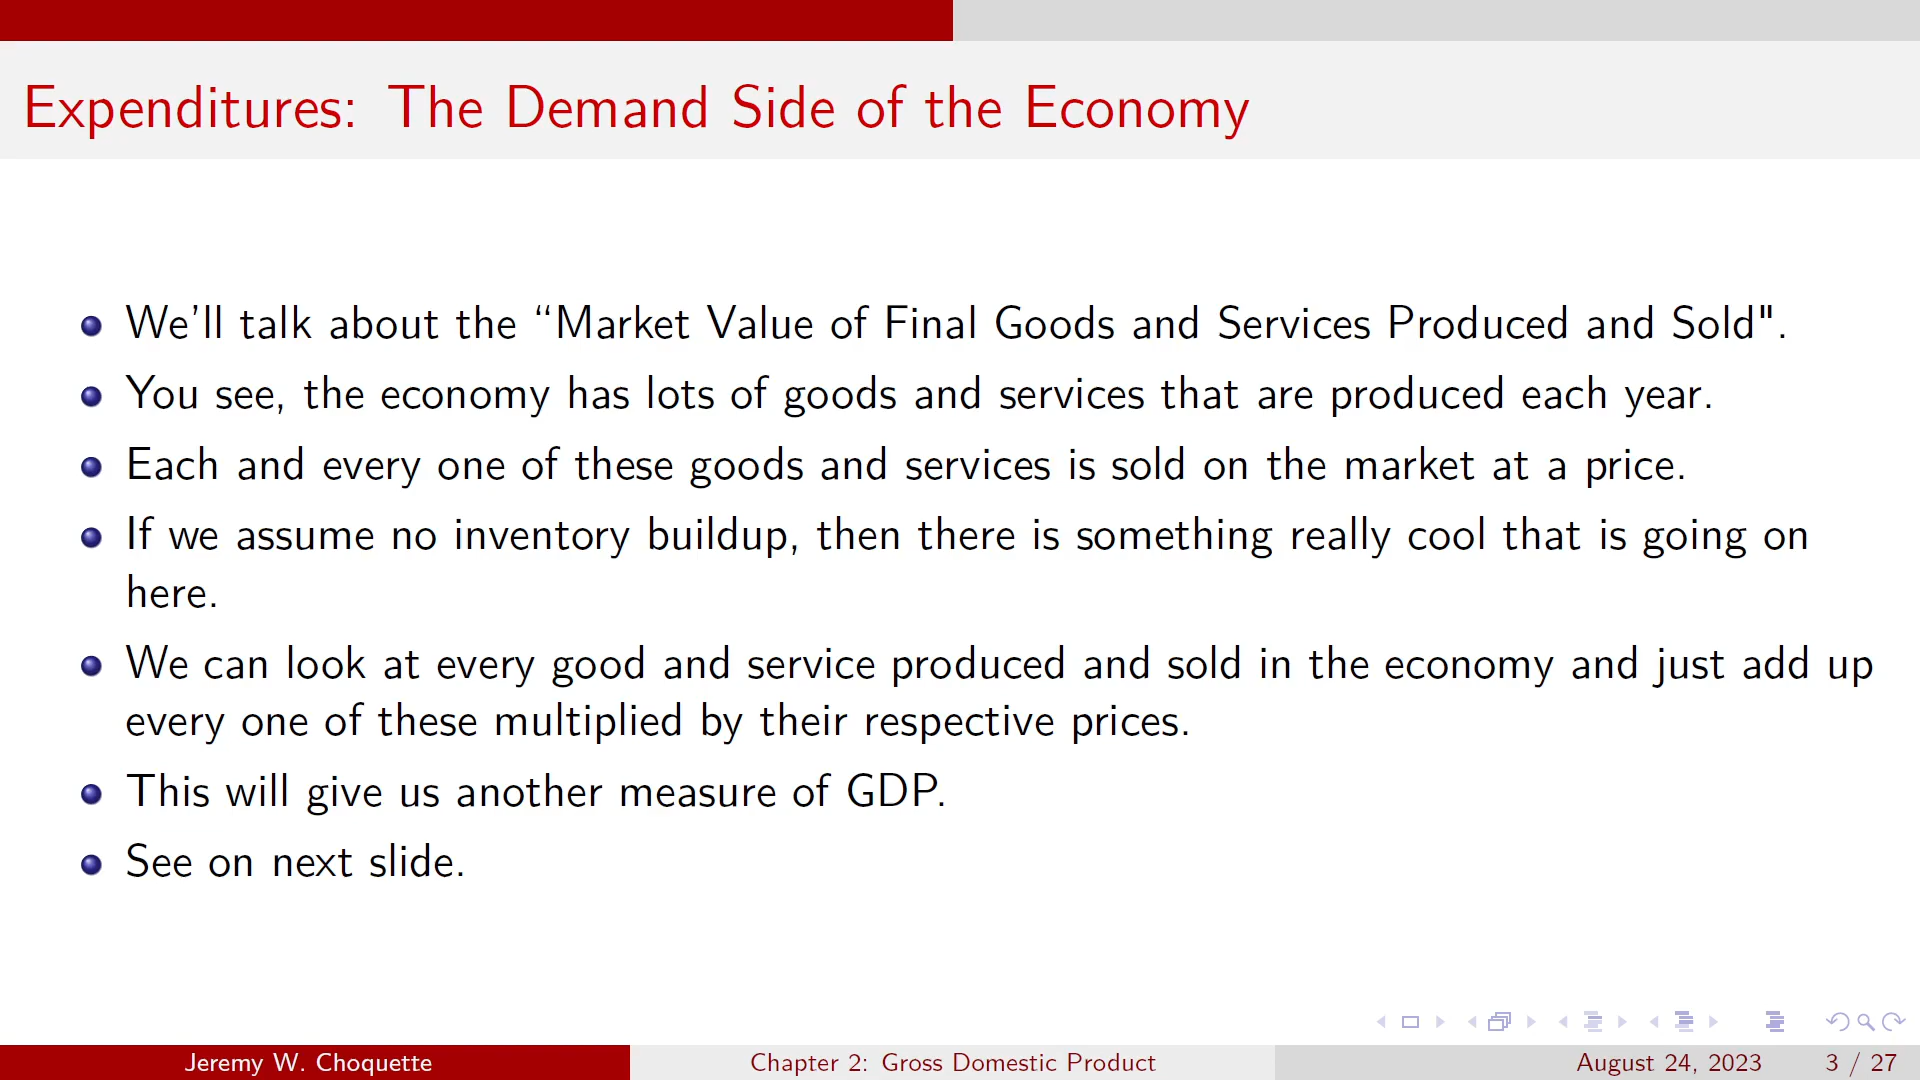 Expenditures: The Demand Side of the Economy
We'll talk about the “Market Value of Final Goods and Services Produced and Sold".
You see, the economy has lots of goods and services that are produced each year.
Each and every one of these goods and services is sold on the market at a price.
If we assume no inventory buildup, then there is something really cool that is going on
here.
We can look at every good and service produced and sold in the economy and just add up
every one of these multiplied by their respective prices.
This will give us another measure of GDP.
See on next slide.
Jeremy W. Choquette
Chapter 2: Gross Domestic Product
August 24, 2023
3 / 27